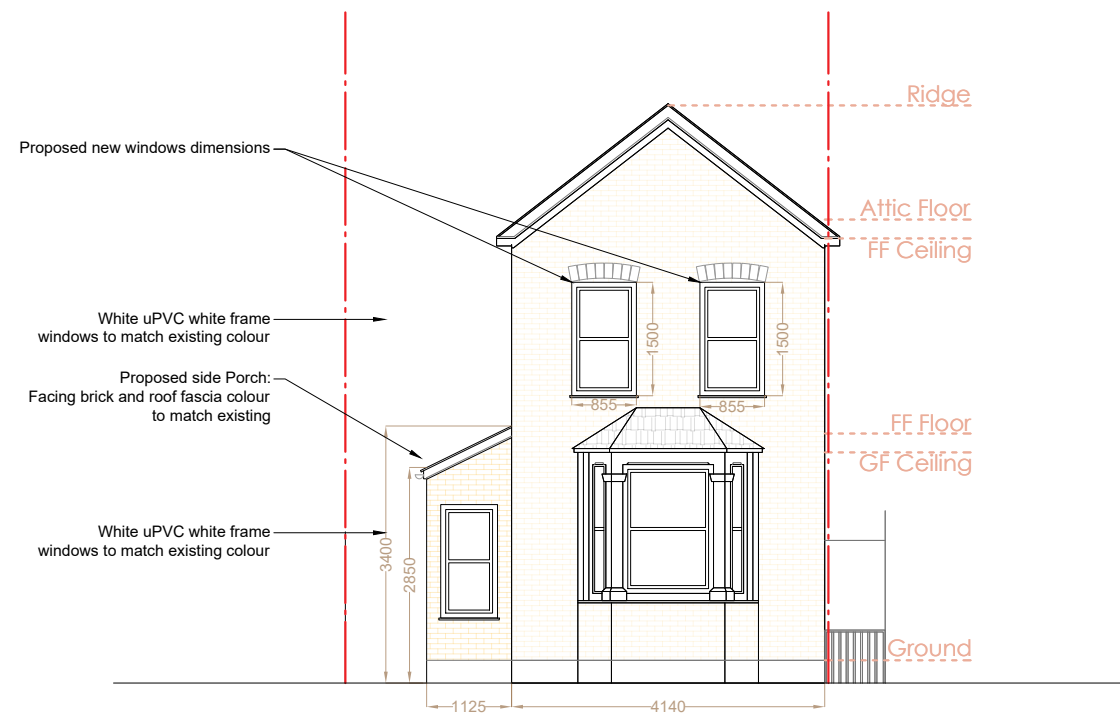 Ridge
Proposed new windows dimensions
Attic Floor
FF Ceiling
White uPVC white frame
windows to match existing colour
1500
1500
Proposed side Porch:
Facing brick and roof fascia colour
to match existing
855
855
FF Floor
GF Ceiling
White uPVC white frame
windows to match existing colour
3400
2850
Ground
1125
4140